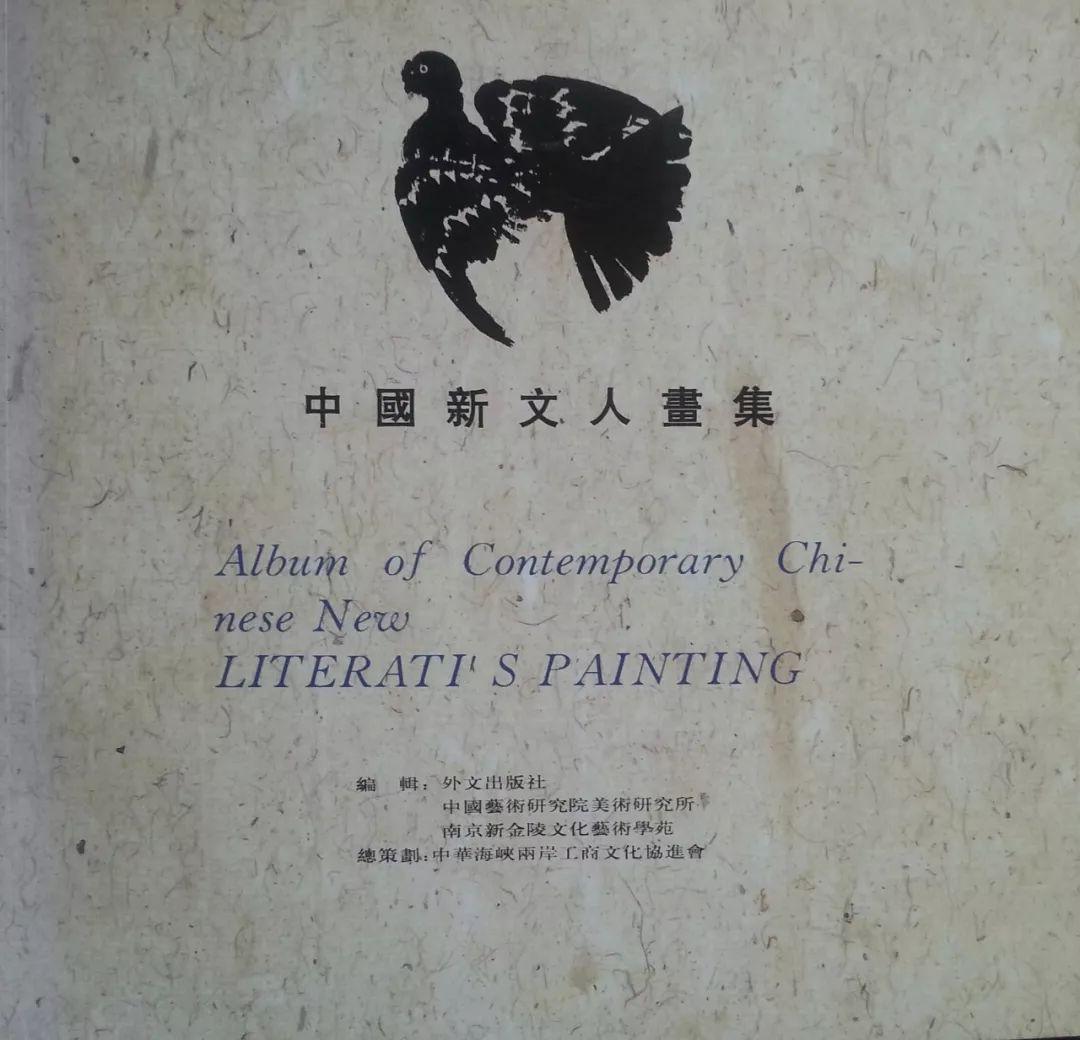 中國新文人畫集
Album of Contemporary Chi-
nese New
LITERATI' S PAINTING
編 輯：外文出版社
中國藝術研究院美術研究所
南京新金陵文化藝術學苑
總策劃：中華海峽兩岸工商文化協進會